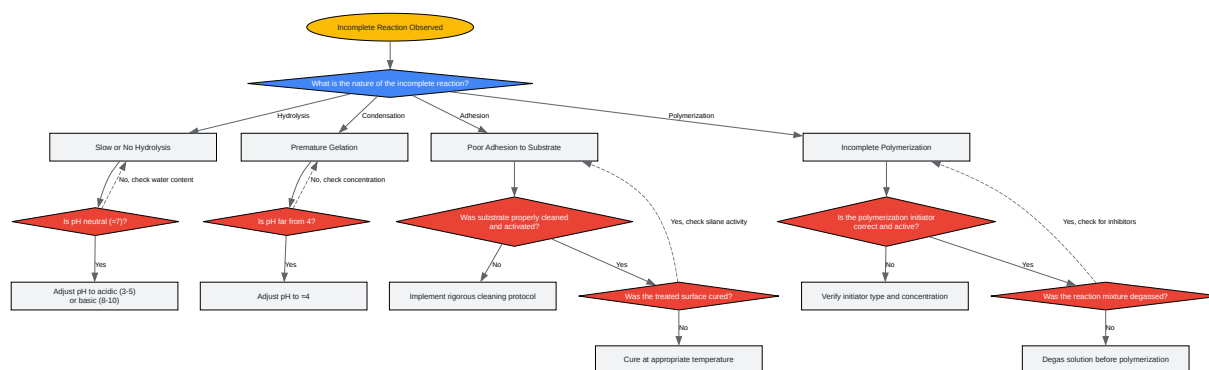 Incomplete Reaction Observed
What is the nature of the incomplete reaction?
Hydrolysis
Condensation
Adhesion
Polymerization
Slow or No Hydrolysis
Premature Gelation
Poor Adhesion to Substrate
Incomplete Polymerization
No, check water content
No, check concentration
Is pH neutral (≈7)?
Is pH far from 4?
Was substrate properly cleaned
and activated?
Yes, check silane activity
Is the polymerization initiator
correct and active?
Yes, check for inhibitors
Yes
Yes
No
Yes
No
Yes
Adjust pH to acidic (3-5)
or basic (8-10)
Adjust pH to ≈4
Implement rigorous cleaning protocol
Was the treated surface cured?
Verify initiator type and concentration
Was the reaction mixture degassed?
No
No
Cure at appropriate temperature
Degas solution before polymerization